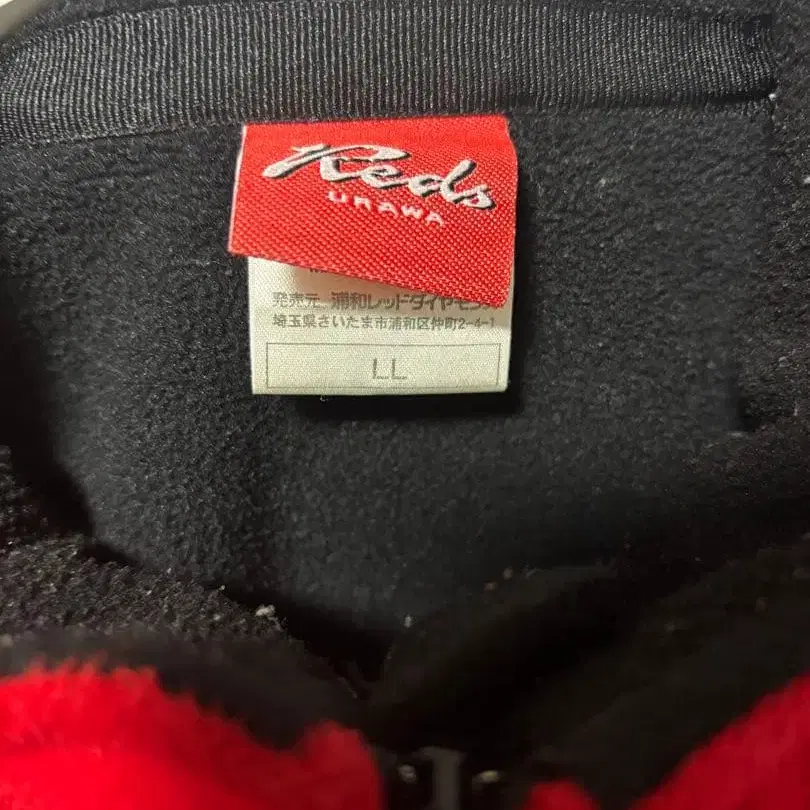 Reds
URAWA
発売元 浦和レッドダイヤモン
埼玉県さいたま市浦和区仲町2-4-1
LL